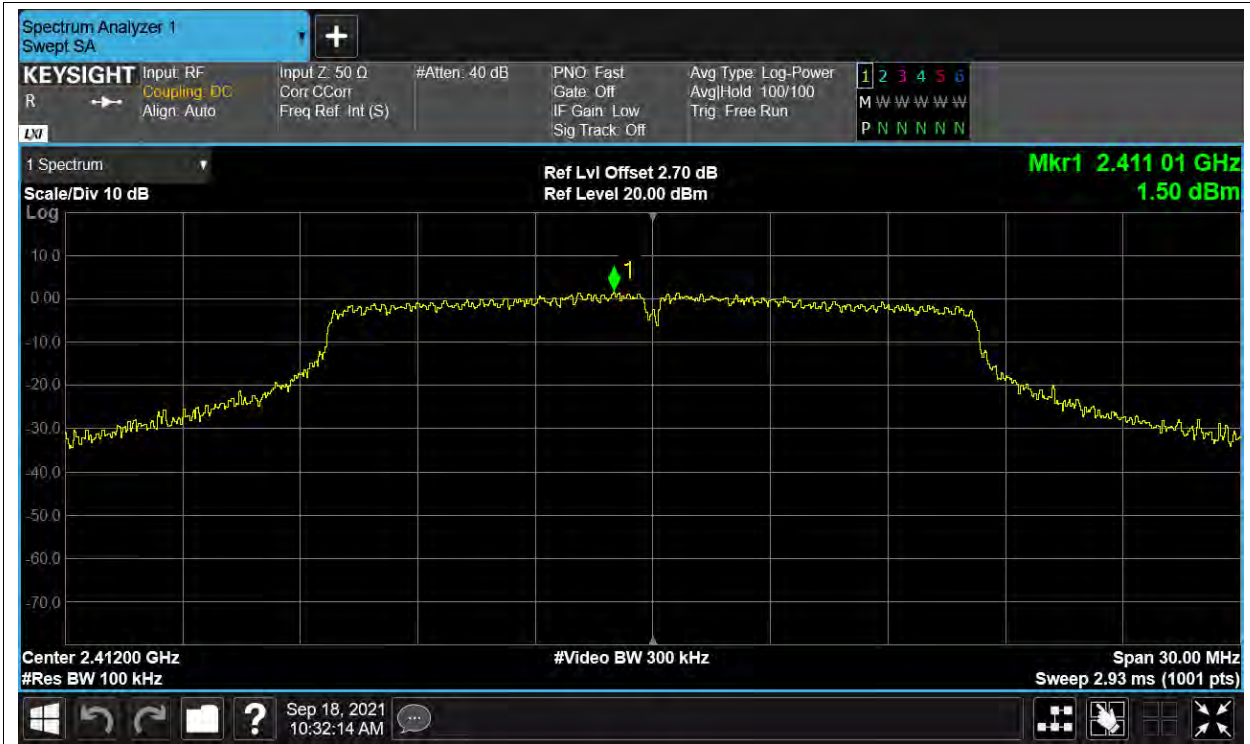 Spectrum Analyzer 1
Swept SA
+
KEYSIGHT
R
LXI
Input: RF
Coupling: DC
Align: Auto
Input Z: 50 Ω
Corr CCorr
Freq Ref: Int (S)
#Atten: 40 dB
PNO: Fast
Gate: Off
IF Gain: Low
Sig Track: Off
Avg Type: Log-Power
Avg|Hold: 100/100
Trig: Free Run
1 2 3 4 5 6
M W W W W W
P N N N N N
1 Spectrum
Scale/Div 10 dB
Ref Lvl Offset 2.70 dB
Ref Level 20.00 dBm
Mkr1 2.411 01 GHz
1.50 dBm
Log
10.0
1
0.00
-10.0
-20.0
-30.0
-40.0
-50.0
-60.0
-70.0
Center 2.41200 GHz
#Res BW 100 kHz
#Video BW 300 kHz
Span 30.00 MHz
Sweep 2.93 ms (1001 pts)
?
Sep 18, 2021
10:32:14 AM
...